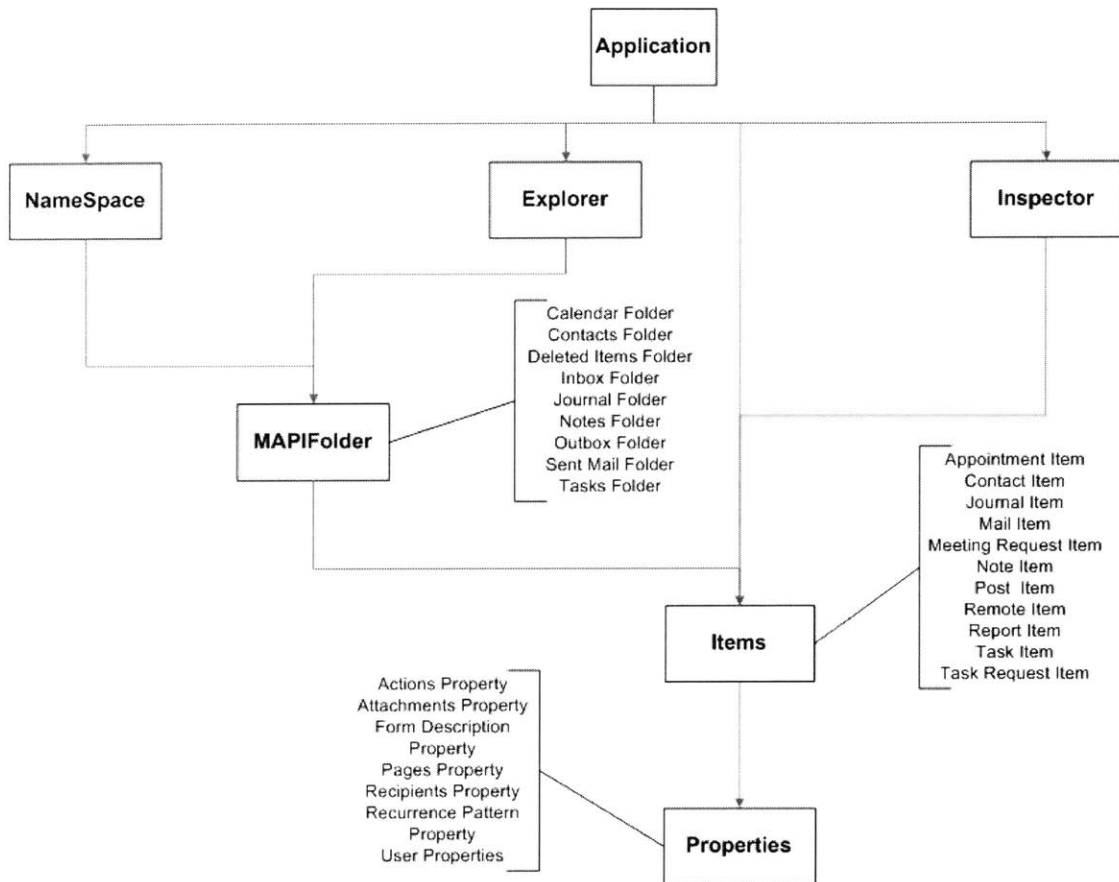 Application
NameSpace
Explorer
Inspector
Calendar Folder
Contacts Folder
Deleted Items Folder
Inbox Folder
Journal Folder
Notes Folder
Outbox Folder
Sent Mail Folder
Tasks Folder
MAPIFolder
Appointment Item
Contact Item
Journal Item
Mail Item
Meeting Request Item
Note Item
Post Item
Remote Item
Report Item
Task Item
Task Request Item
Items
Actions Property
Attachments Property
Form Description
Property
Pages Property
Recipients Property
Recurrence Pattern
Property
User Properties
Properties